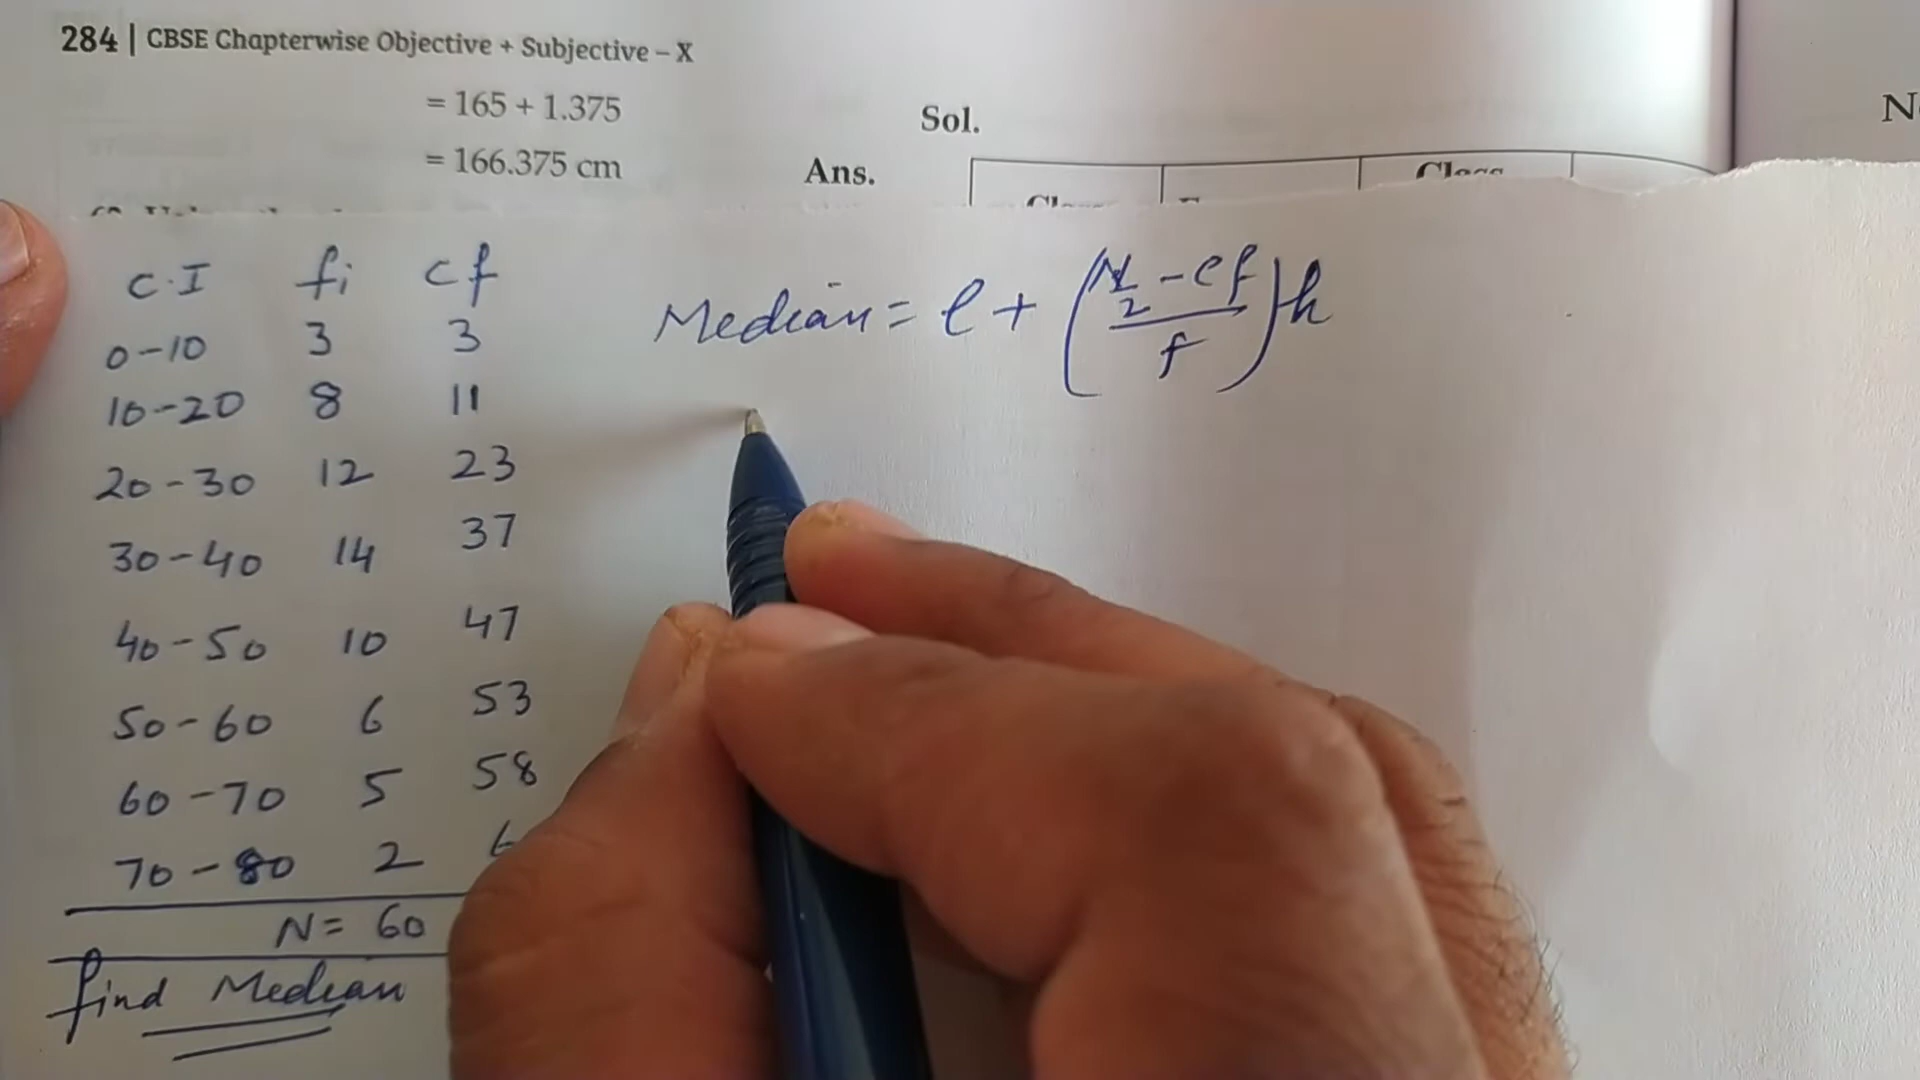 284 | CBSE Chapterwise Objective + Subjective – X
= 165 + 1.375
= 166.375 cm
Ans.
Sol.
Class
C.I fi cf
0-10 3 3
10-20 8 11
20-30 12 23
30-40 14 37
40-50 10 47
50-60 6 53
60-70 5 58
70-80 2 6
N = 60
find Median
Median = l + (N/2 - cf / f) h